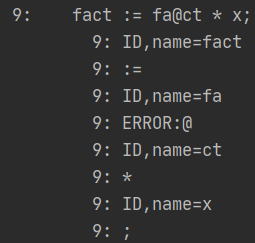 9: fact := fa@ct * x;
9: ID,name=fact
9: :=
9: ID,name=fa
9: ERROR:@
9: ID,name=ct
9: *
9: ID,name=x
9: ;